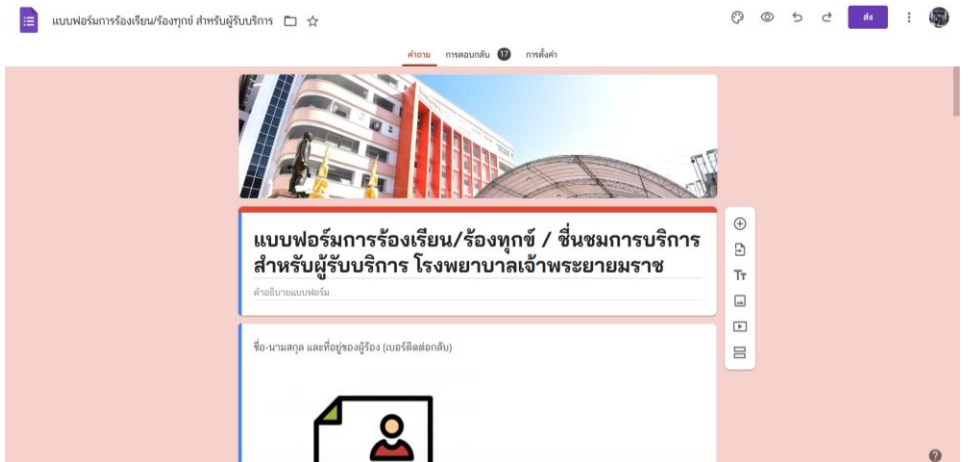 แบบฟอร์มการร้องเรียน/ร้องทุกข์ สำหรับผู้รับบริการ
ส่ง
คำถาม การตอบกลับ 17 การตั้งค่า
แบบฟอร์มการร้องเรียน/ร้องทุกข์ / ชื่นชมการบริการ
สำหรับผู้รับบริการ โรงพยาบาลเจ้าพระยายมราช
คำอธิบายแบบฟอร์ม
ชื่อ-นามสกุล และที่อยู่ของผู้ร้อง (เบอร์ติดต่อกลับ)
Tт